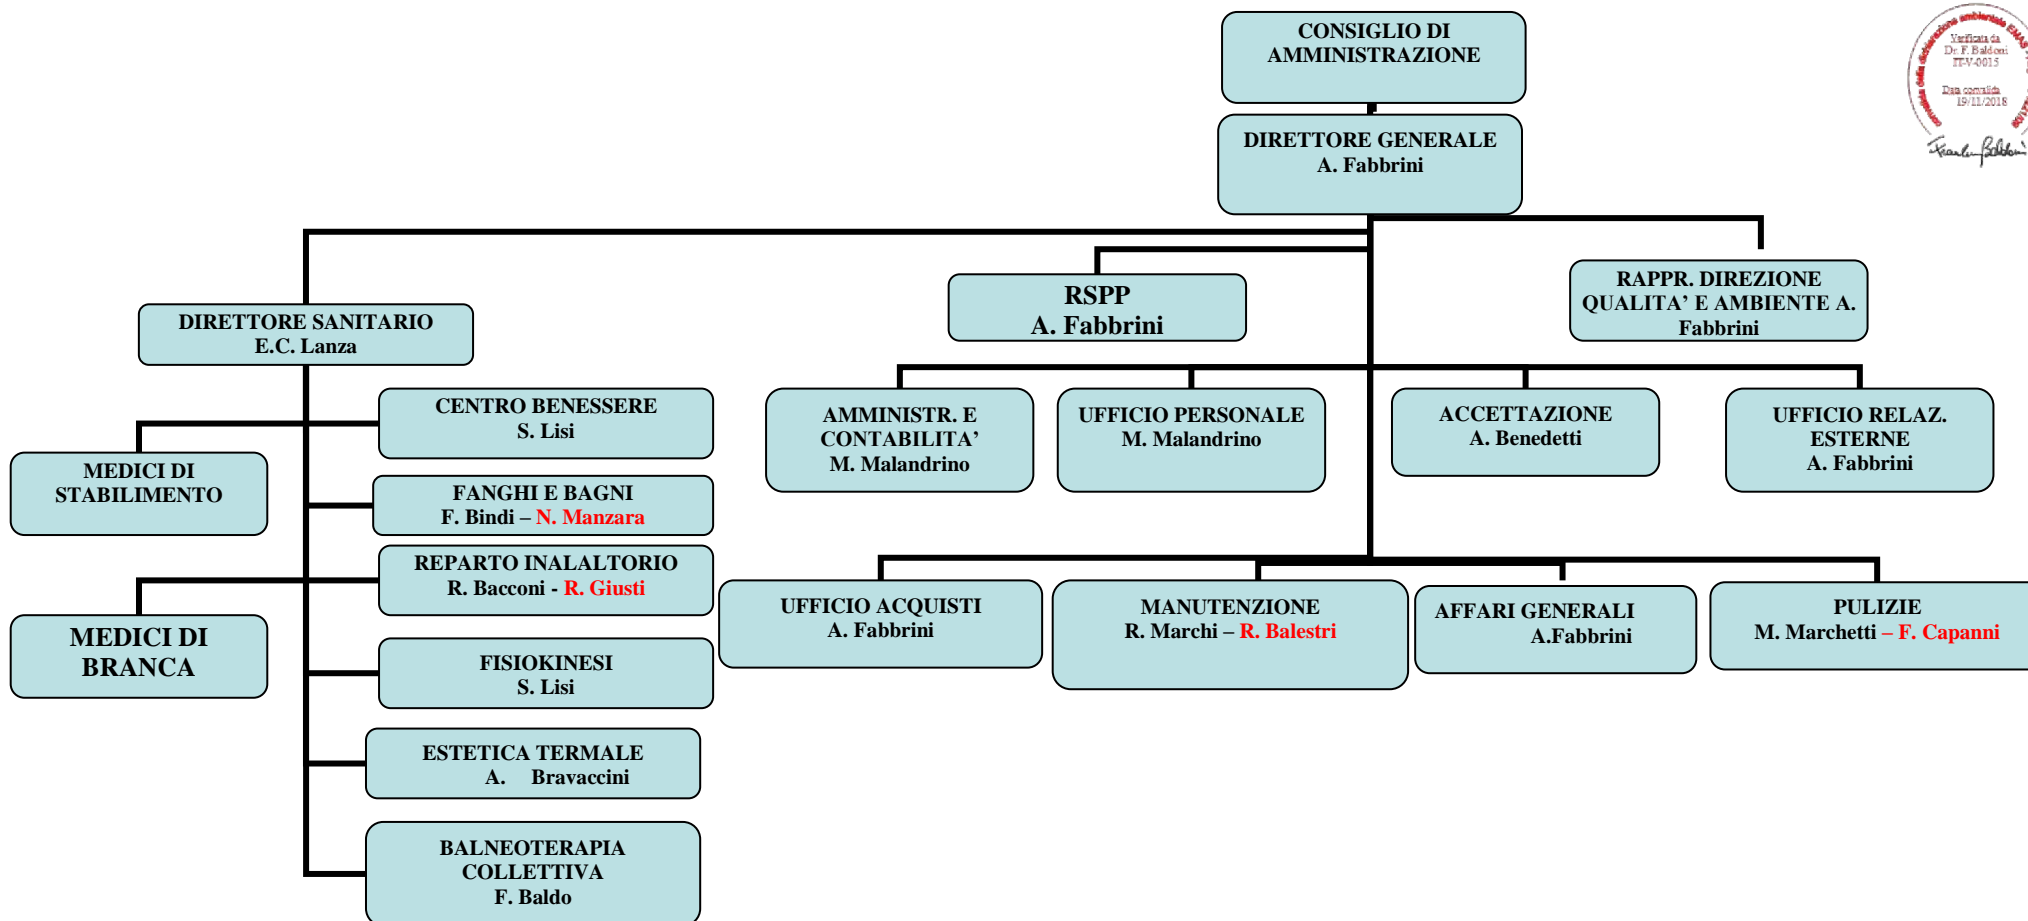 CONSIGLIO DI
AMMINISTRAZIONE
Verificata da
Dr. F. Baldoni
IT-V-0015
Data convalida
19/11/2018
DIRETTORE GENERALE
A. Fabbrini
RSPP
A. Fabbrini
RAPPR. DIREZIONE
QUALITA’ E AMBIENTE A.
Fabbrini
DIRETTORE SANITARIO
E.C. Lanza
CENTRO BENESSERE
S. Lisi
AMMINISTR. E
CONTABILITA’
M. Malandrino
UFFICIO PERSONALE
M. Malandrino
ACCETTAZIONE
A. Benedetti
UFFICIO RELAZ.
ESTERNE
A. Fabbrini
MEDICI DI
STABILIMENTO
FANGHI E BAGNI
F. Bindi – N. Manzara
REPARTO INALALTORIO
R. Bacconi - R. Giusti
UFFICIO ACQUISTI
A. Fabbrini
MANUTENZIONE
R. Marchi – R. Balestri
AFFARI GENERALI
A.Fabbrini
PULIZIE
M. Marchetti – F. Capanni
MEDICI DI
BRANCA
FISIOKINESI
S. Lisi
ESTETICA TERMALE
A. Bravaccini
BALNEOTERAPIA
COLLETTIVA
F. Baldo